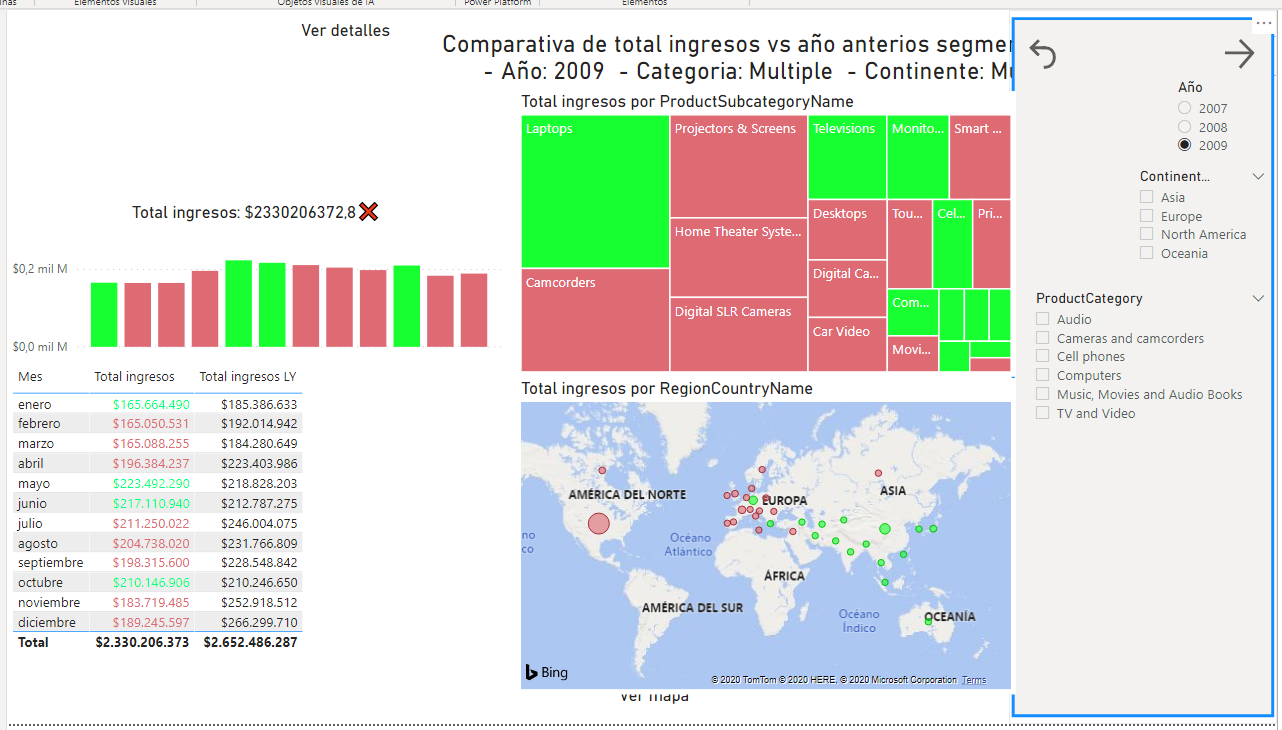 Elementos visuales
Objetos visuales de IA
Power Platform
Elementos
Ver detalles
Comparativa de total ingresos vs año anterios
- Año: 2009 - Categoria: Multiple - Continente:
Total ingresos por ProductSubcategoryName
Laptops
Projectors & Screens
Televisions
Monito...
Smart ...
Camcorders
Home Theater Syste...
Digital SLR Cameras
Desktops
Digital Ca...
Car Video
Tou...
Cel...
Pri...
Com...
Movi...
Total ingresos: $2330206372,8
$0,2 mil M
$0,0 mil M
Mes Total ingresos Total ingresos LY
enero $165.664.490 $185.386.633
febrero $165.050.531 $192.014.942
marzo $165.088.255 $184.280.649
abril $196.384.237 $223.403.986
mayo $223.492.290 $218.828.203
junio $217.110.940 $212.787.275
julio $211.250.022 $246.004.075
agosto $204.738.020 $231.766.809
septiembre $198.315.600 $228.548.842
octubre $210.146.906 $210.246.650
noviembre $183.719.485 $252.918.512
diciembre $189.245.597 $266.299.710
Total $2.330.206.373 $2.652.486.287
Total ingresos por RegionCountryName
AMÉRICA DEL NORTE
EUROPA
ASIA
Océano
Atlántico
ÁFRICA
AMÉRICA DEL SUR
Océano
Índico
OCEANÍA
Bing
© 2020 TomTom © 2020 HERE, © 2020 Microsoft Corporation Terms
Ver mapa
Año
2007
2008
2009
Continent...
Asia
Europe
North America
Oceania
ProductCategory
Audio
Cameras and camcorders
Cell phones
Computers
Music, Movies and Audio Books
TV and Video